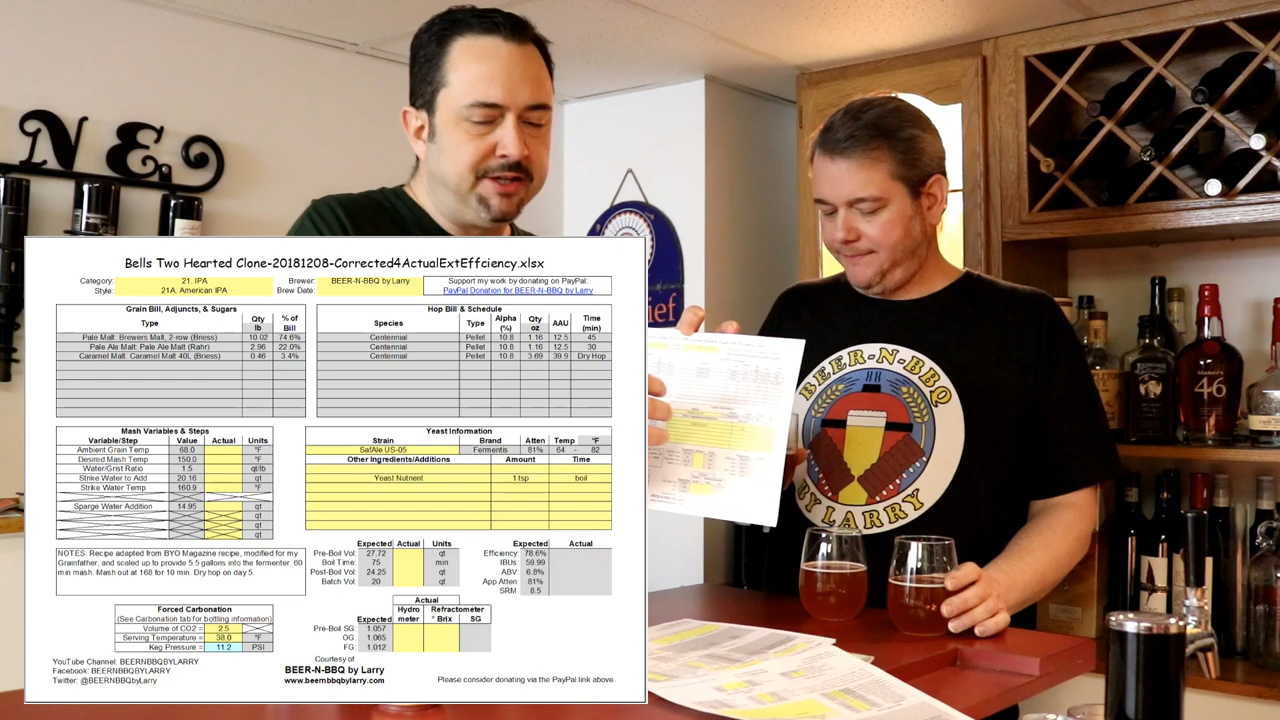 N E
Bells Two Hearted Clone-20181208-Corrected4ActualExtEffciency.xlsx
Category: 21. IPA Brewer: BEER-N-BBQ by Larry Support my work by donating on PayPal:
Style: 21A. American IPA Brew Date: PayPal Donation for BEER-N-BBQ by Larry
Grain Bill, Adjuncts, & Sugars
Type Qty lb % of Bill
Pale Malt: Brewers Malt, 2-row (Briess) 10.02 74.6%
Pale Ale Malt: Pale Ale Malt (Rahr) 2.96 22.0%
Caramel Malt: Caramel Malt 40L (Briess) 0.46 3.4%
Hop Bill & Schedule
Species Type Alpha (%) Qty oz AAU Time (min)
Centennial Pellet 10.8 1.16 12.5 45
Centennial Pellet 10.8 1.16 12.5 30
Centennial Pellet 10.8 3.69 39.9 Dry Hop
Mash Variables & Steps
Variable/Step Value Actual Units
Ambient Grain Temp 68.0 °F
Desired Mash Temp 150.0 °F
Water/Grist Ratio 1.5 qt/lb
Strike Water to Add 20.16 qt
Strike Water Temp 160.9 °F
Sparge Water Addition 14.95 qt
qt
qt
qt
Yeast Information
Strain Brand Atten Temp °F
SafAle US-05 Fermentis 81% 64 - 82
Other Ingredients/Additions Amount Time
Yeast Nutrient 1 tsp boil
NOTES: Recipe adapted from BYO Magazine recipe, modified for my
Grainfather, and scaled up to provide 5.5 gallons into the fermenter. 60
min mash. Mash out at 168 for 10 min. Dry hop on day 5.
Expected Actual Units
Pre-Boil Vol: 27.72 qt
Boil Time: 75 min
Post-Boil Vol: 24.25 qt
Batch Vol: 20 qt
Expected Actual
Efficiency: 78.6%
IBUs: 59.99
ABV: 6.8%
App Atten: 81%
SRM: 8.5
Forced Carbonation
(See Carbonation tab for bottling information)
Volume of CO2 = 2.5
Serving Temperature = 38.0 °F
Keg Pressure = 11.2 PSI
Actual
Expected Hydro meter Refractometer ° Brix SG
Pre-Boil SG: 1.057
OG: 1.065
FG: 1.012
YouTube Channel: BEERNBBQBYLARRY
Facebook: BEERNBBQbyLARRY
Twitter: @BEERNBBQbyLarry
Courtesy of
BEER-N-BBQ by Larry
www.beernbbqbylarry.com
Please consider donating via the PayPal link above.
ief
BEER-N-BBQ
BY LARRY
Maker's
46